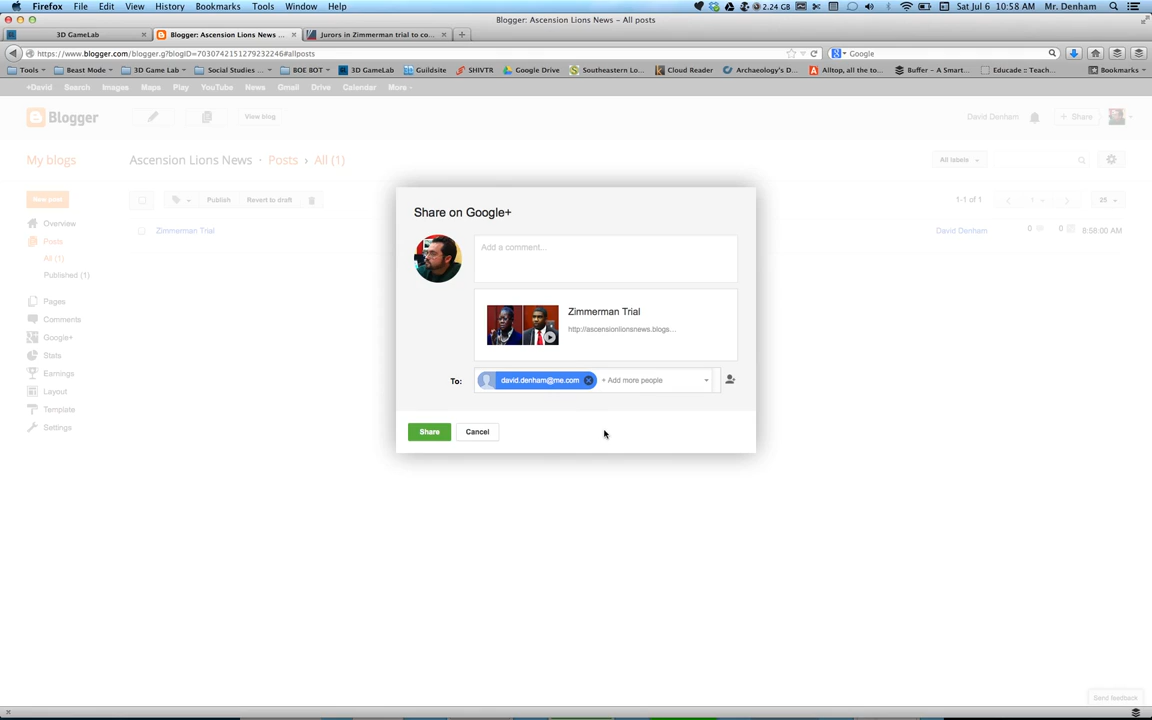 Firefox File Edit View History Bookmarks Tools Window Help 2.24 GB Sat Jul 6 10:58 AM Mr. Denham
Blogger: Ascension Lions News ~ All posts
3D GameLab Blogger: Ascension Lions News ... Jurors in Zimmerman trial to co...
https://www.blogger.com/blogger.g?blogID=7030742151279232246#allposts Google
Tools Beast Mode 3D Game Lab Social Studies ... BOE BOT 3D GameLab Guildsite SHIVTR Google Drive Southeastern Lo... Cloud Reader Archaeology's D... Alltop, all the to... Buffer - A Smart... Educade :: Teach... Bookmarks
+David Search Images Maps Play YouTube News Gmail Drive Calendar More
Blogger View blog David Denham + Share
My blogs Ascension Lions News · Posts › All (1) All labels
New post Publish Revert to draft 1-1 of 1 1 25
Overview
Zimmerman Trial David Denham 0 0 8:58:00 AM
Posts
All (1)
Published (1)
Pages
Comments
Google+
Stats
Earnings
Layout
Template
Settings
Share on Google+
Add a comment...
Zimmerman Trial
http://ascensionlionsnews.blogs...
To: david.denham@me.com + Add more people
Share Cancel
Send feedback